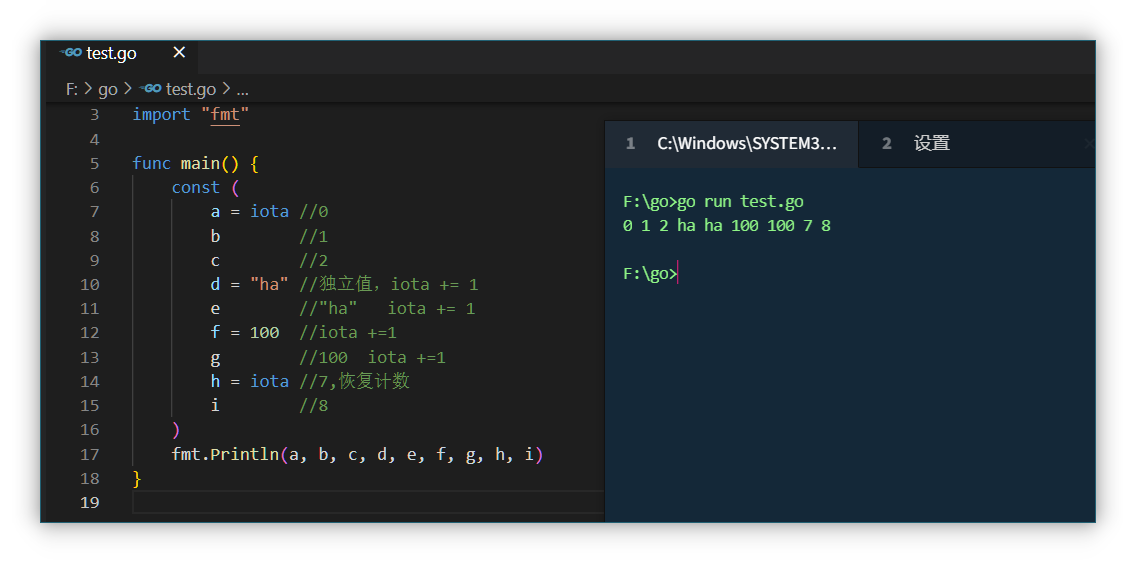 GO test.go ×
F: > go > GO test.go > ...
3 import "fmt"
4
5 func main() {
6 const (
7 a = iota //0
8 b //1
9 c //2
10 d = "ha" //独立值，iota += 1
11 e //"ha"   iota += 1
12 f = 100 //iota +=1
13 g //100  iota +=1
14 h = iota //7,恢复计数
15 i //8
16 )
17 fmt.Println(a, b, c, d, e, f, g, h, i)
18 }
19
1 C:\Windows\SYSTEM3... 2 设置
F:\go>go run test.go
0 1 2 ha ha 100 100 7 8
F:\go>